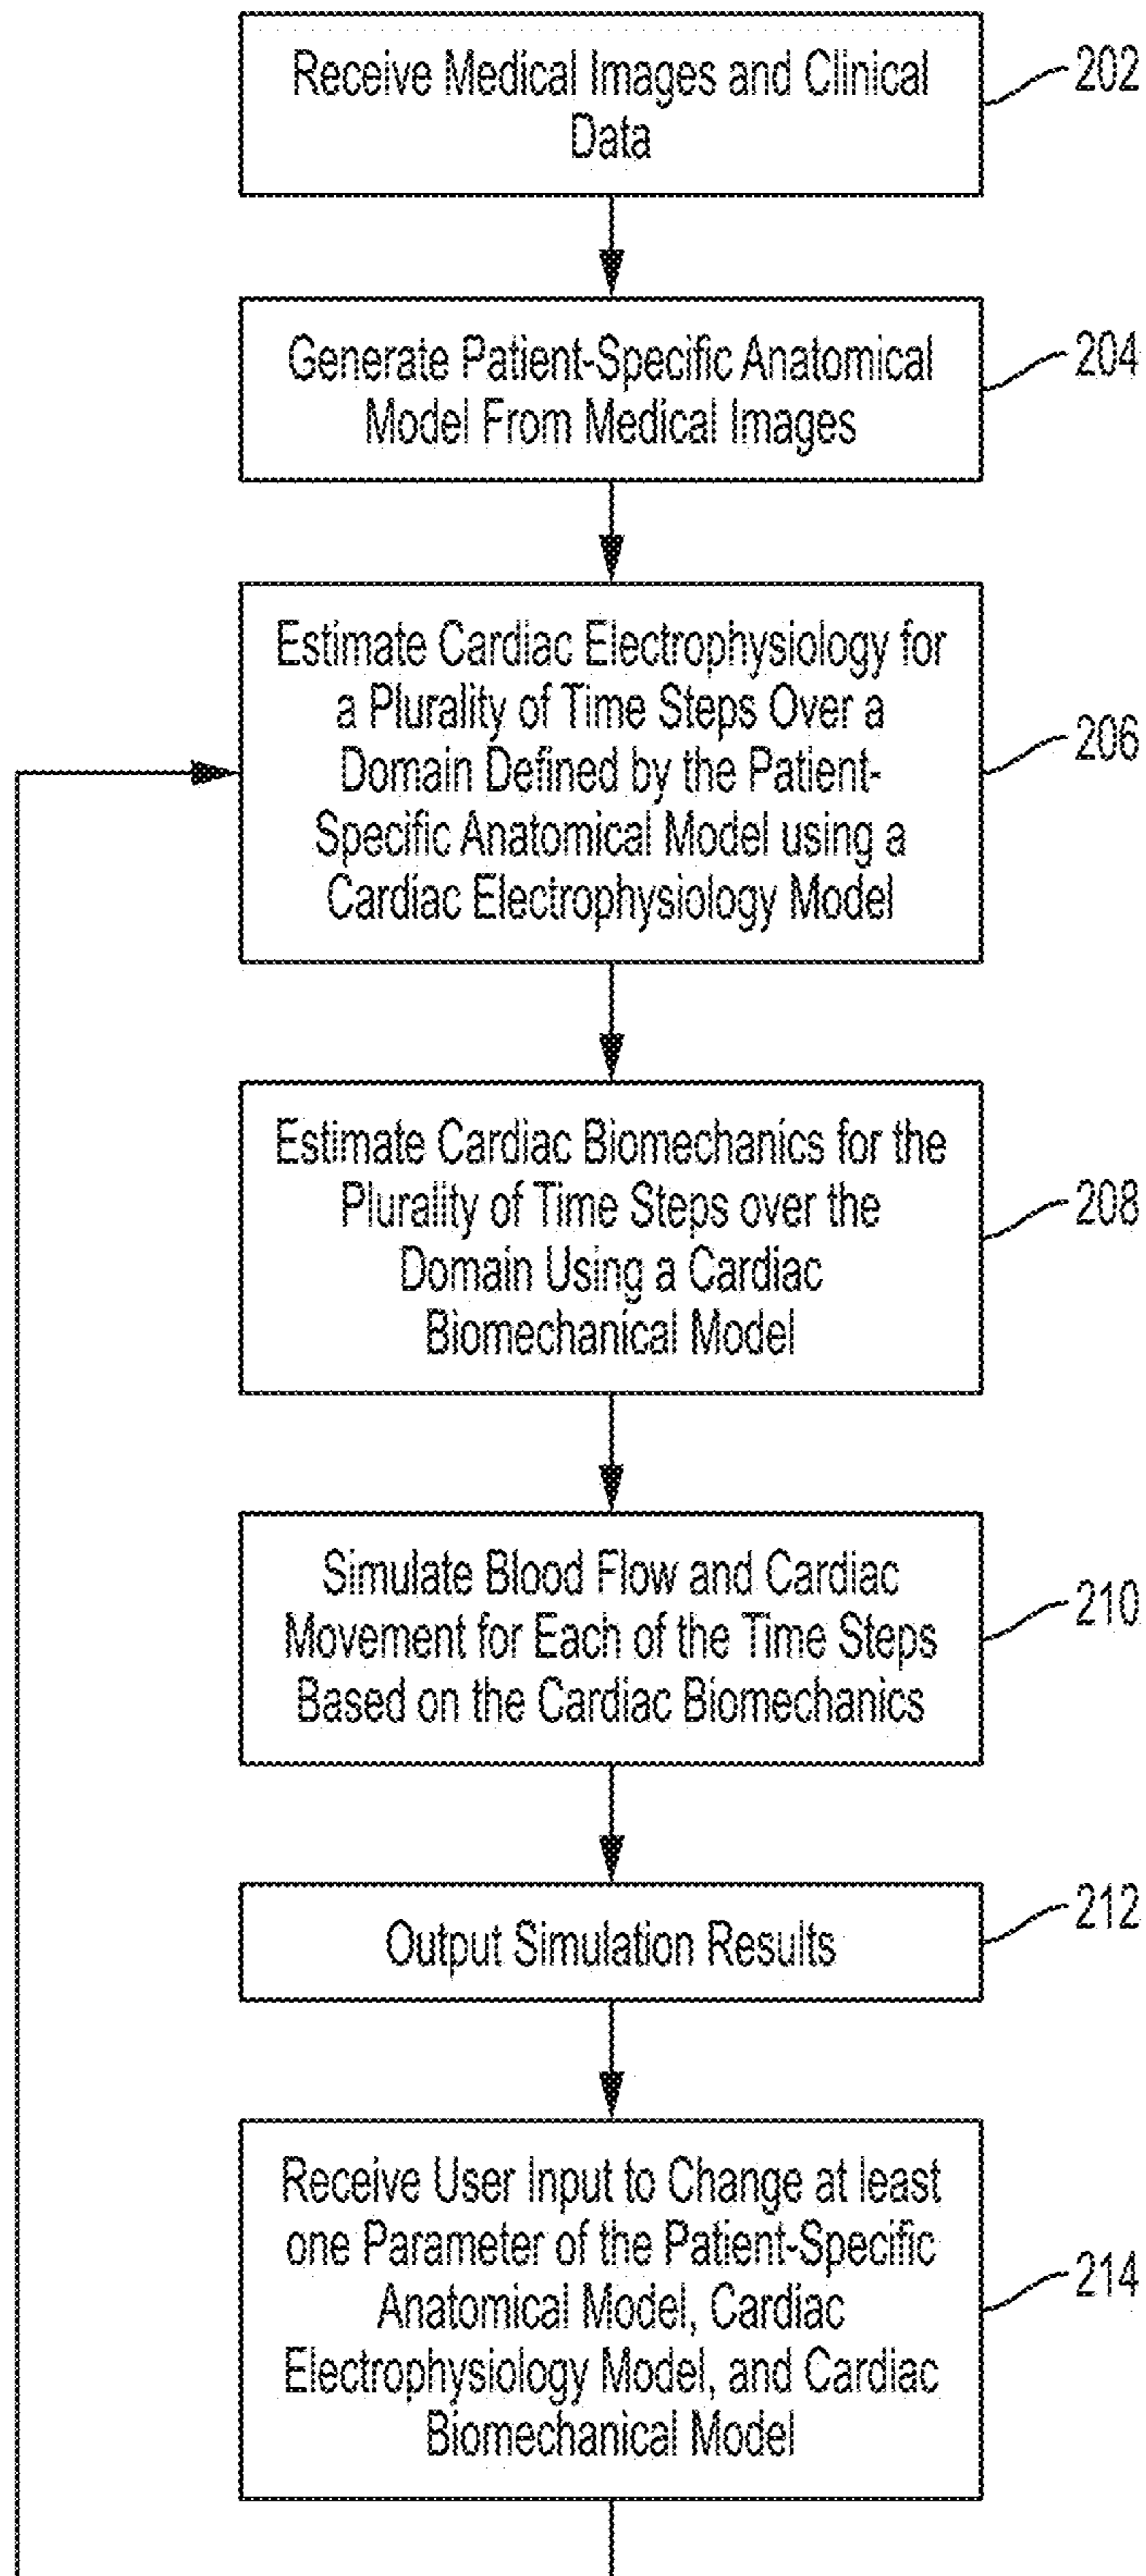 Receive Medical Images and Clinical
Data
202
Generate Patient-Specific Anatomical
Model From Medical Images
204
Estimate Cardiac Electrophysiology for
a Plurality of Time Steps Over a
Domain Defined by the Patient-
Specific Anatomical Model using a
Cardiac Electrophysiology Model
206
Estimate Cardiac Biomechanics for the
Plurality of Time Steps over the
Domain Using a Cardiac
Biomechanical Model
208
Simulate Blood Flow and Cardiac
Movement for Each of the Time Steps
Based on the Cardiac Biomechanics
210
Output Simulation Results
212
Receive User Input to Change at least
one Parameter of the Patient-Specific
Anatomical Model, Cardiac
Electrophysiology Model, and Cardiac
Biomechanical Model
214